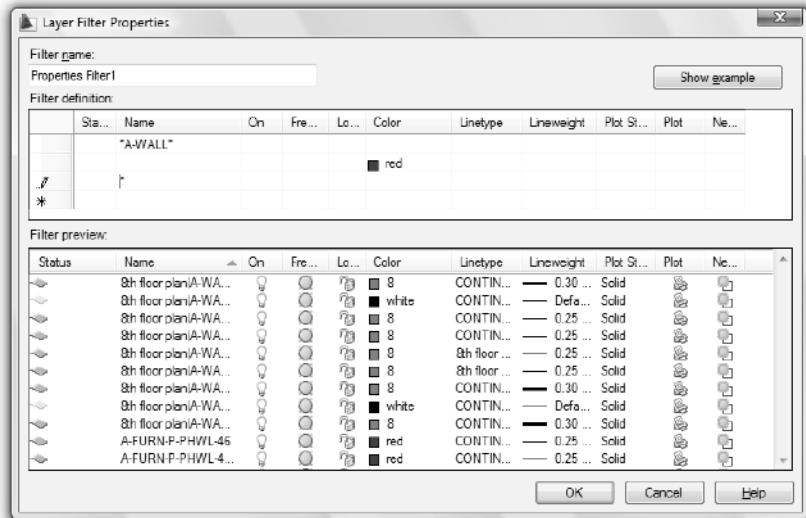 Layer Filter Properties
Filter name:
Properties Filter1
Show example
Filter definition:
Sta... Name On Fre... Lo... Color Linetype Lineweight Plot St... Plot Ne...
"A-WALL"
red
*
*
Filter preview:
Status Name On Fre... Lo... Color Linetype Lineweight Plot St... Plot Ne...
8th floor plan|A-WA... 8 CONTIN... 0.30 ... Solid
8th floor plan|A-WA... white CONTIN... Defa... Solid
8th floor plan|A-WA... 8 CONTIN... 0.25 ... Solid
8th floor plan|A-WA... 8 CONTIN... 0.25 ... Solid
8th floor plan|A-WA... 8 8th floor ... 0.25 ... Solid
8th floor plan|A-WA... 8 8th floor ... 0.25 ... Solid
8th floor plan|A-WA... 8 CONTIN... 0.30 ... Solid
8th floor plan|A-WA... white CONTIN... Defa... Solid
8th floor plan|A-WA... 8 CONTIN... 0.30 ... Solid
A-FURN-P-PHWL-46 red CONTIN... 0.25 ... Solid
A-FURN-P-PHWL-4... red CONTIN... 0.25 ... Solid
OK Cancel Help